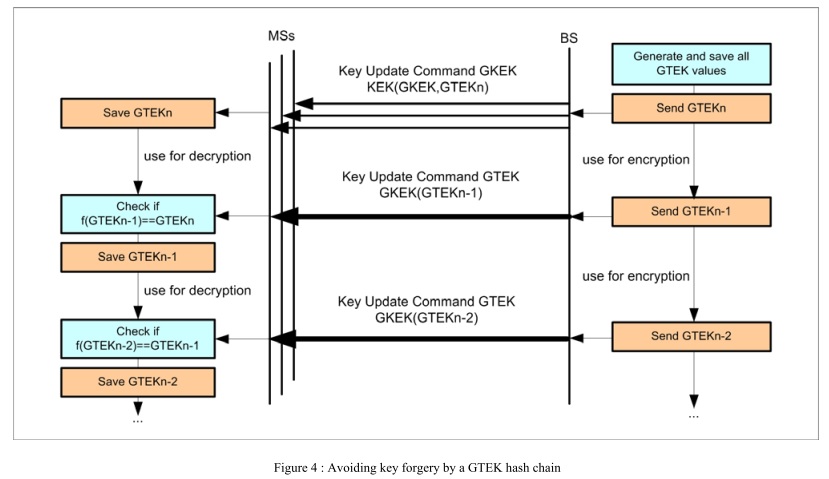 MSs
BS
Generate and save all
GTEK values
Key Update Command GKEK
KEK(GKEK,GTEKn)
Save GTEKn
Send GTEKn
use for decryption
use for encryption
Key Update Command GTEK
GKEK(GTEKn-1)
Check if
f(GTEKn-1)==GTEKn
Send GTEKn-1
Save GTEKn-1
use for decryption
use for encryption
Key Update Command GTEK
GKEK(GTEKn-2)
Check if
f(GTEKn-2)==GTEKn-1
Send GTEKn-2
Save GTEKn-2
...
...
Figure 4 : Avoiding key forgery by a GTEK hash chain